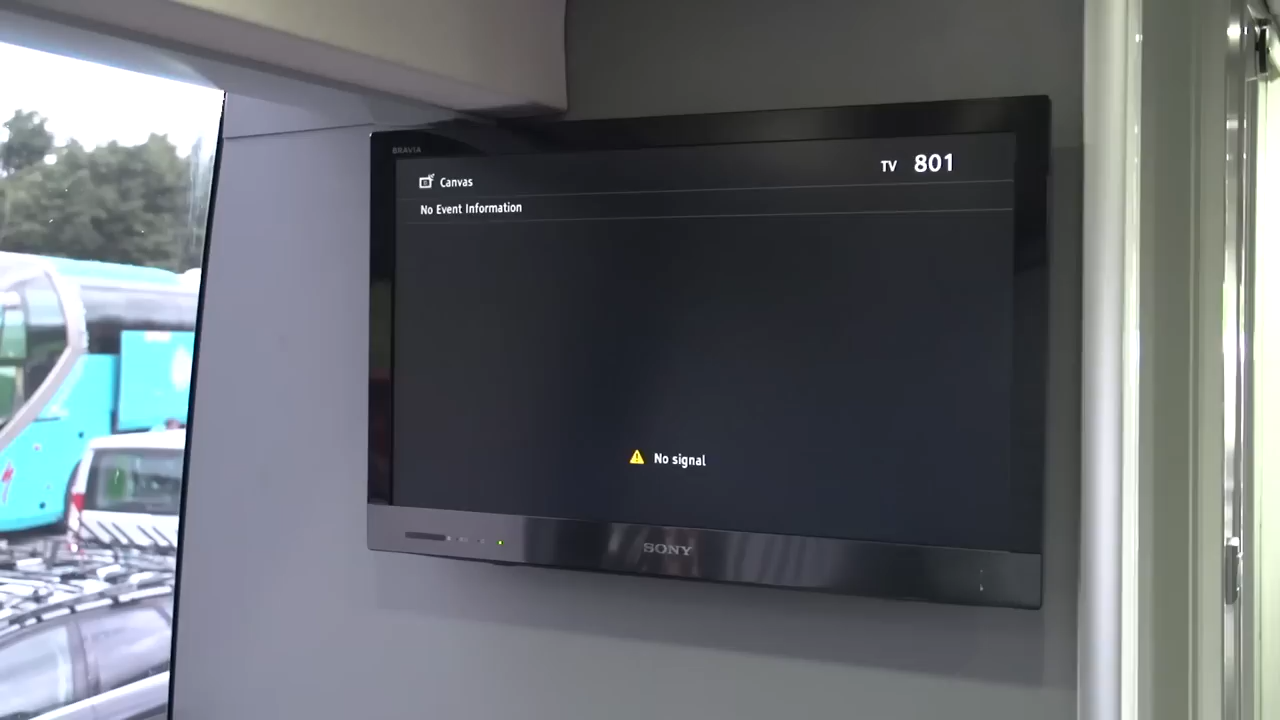 BRAVIA
Canvas
TV 801
No Event Information
No signal
SONY